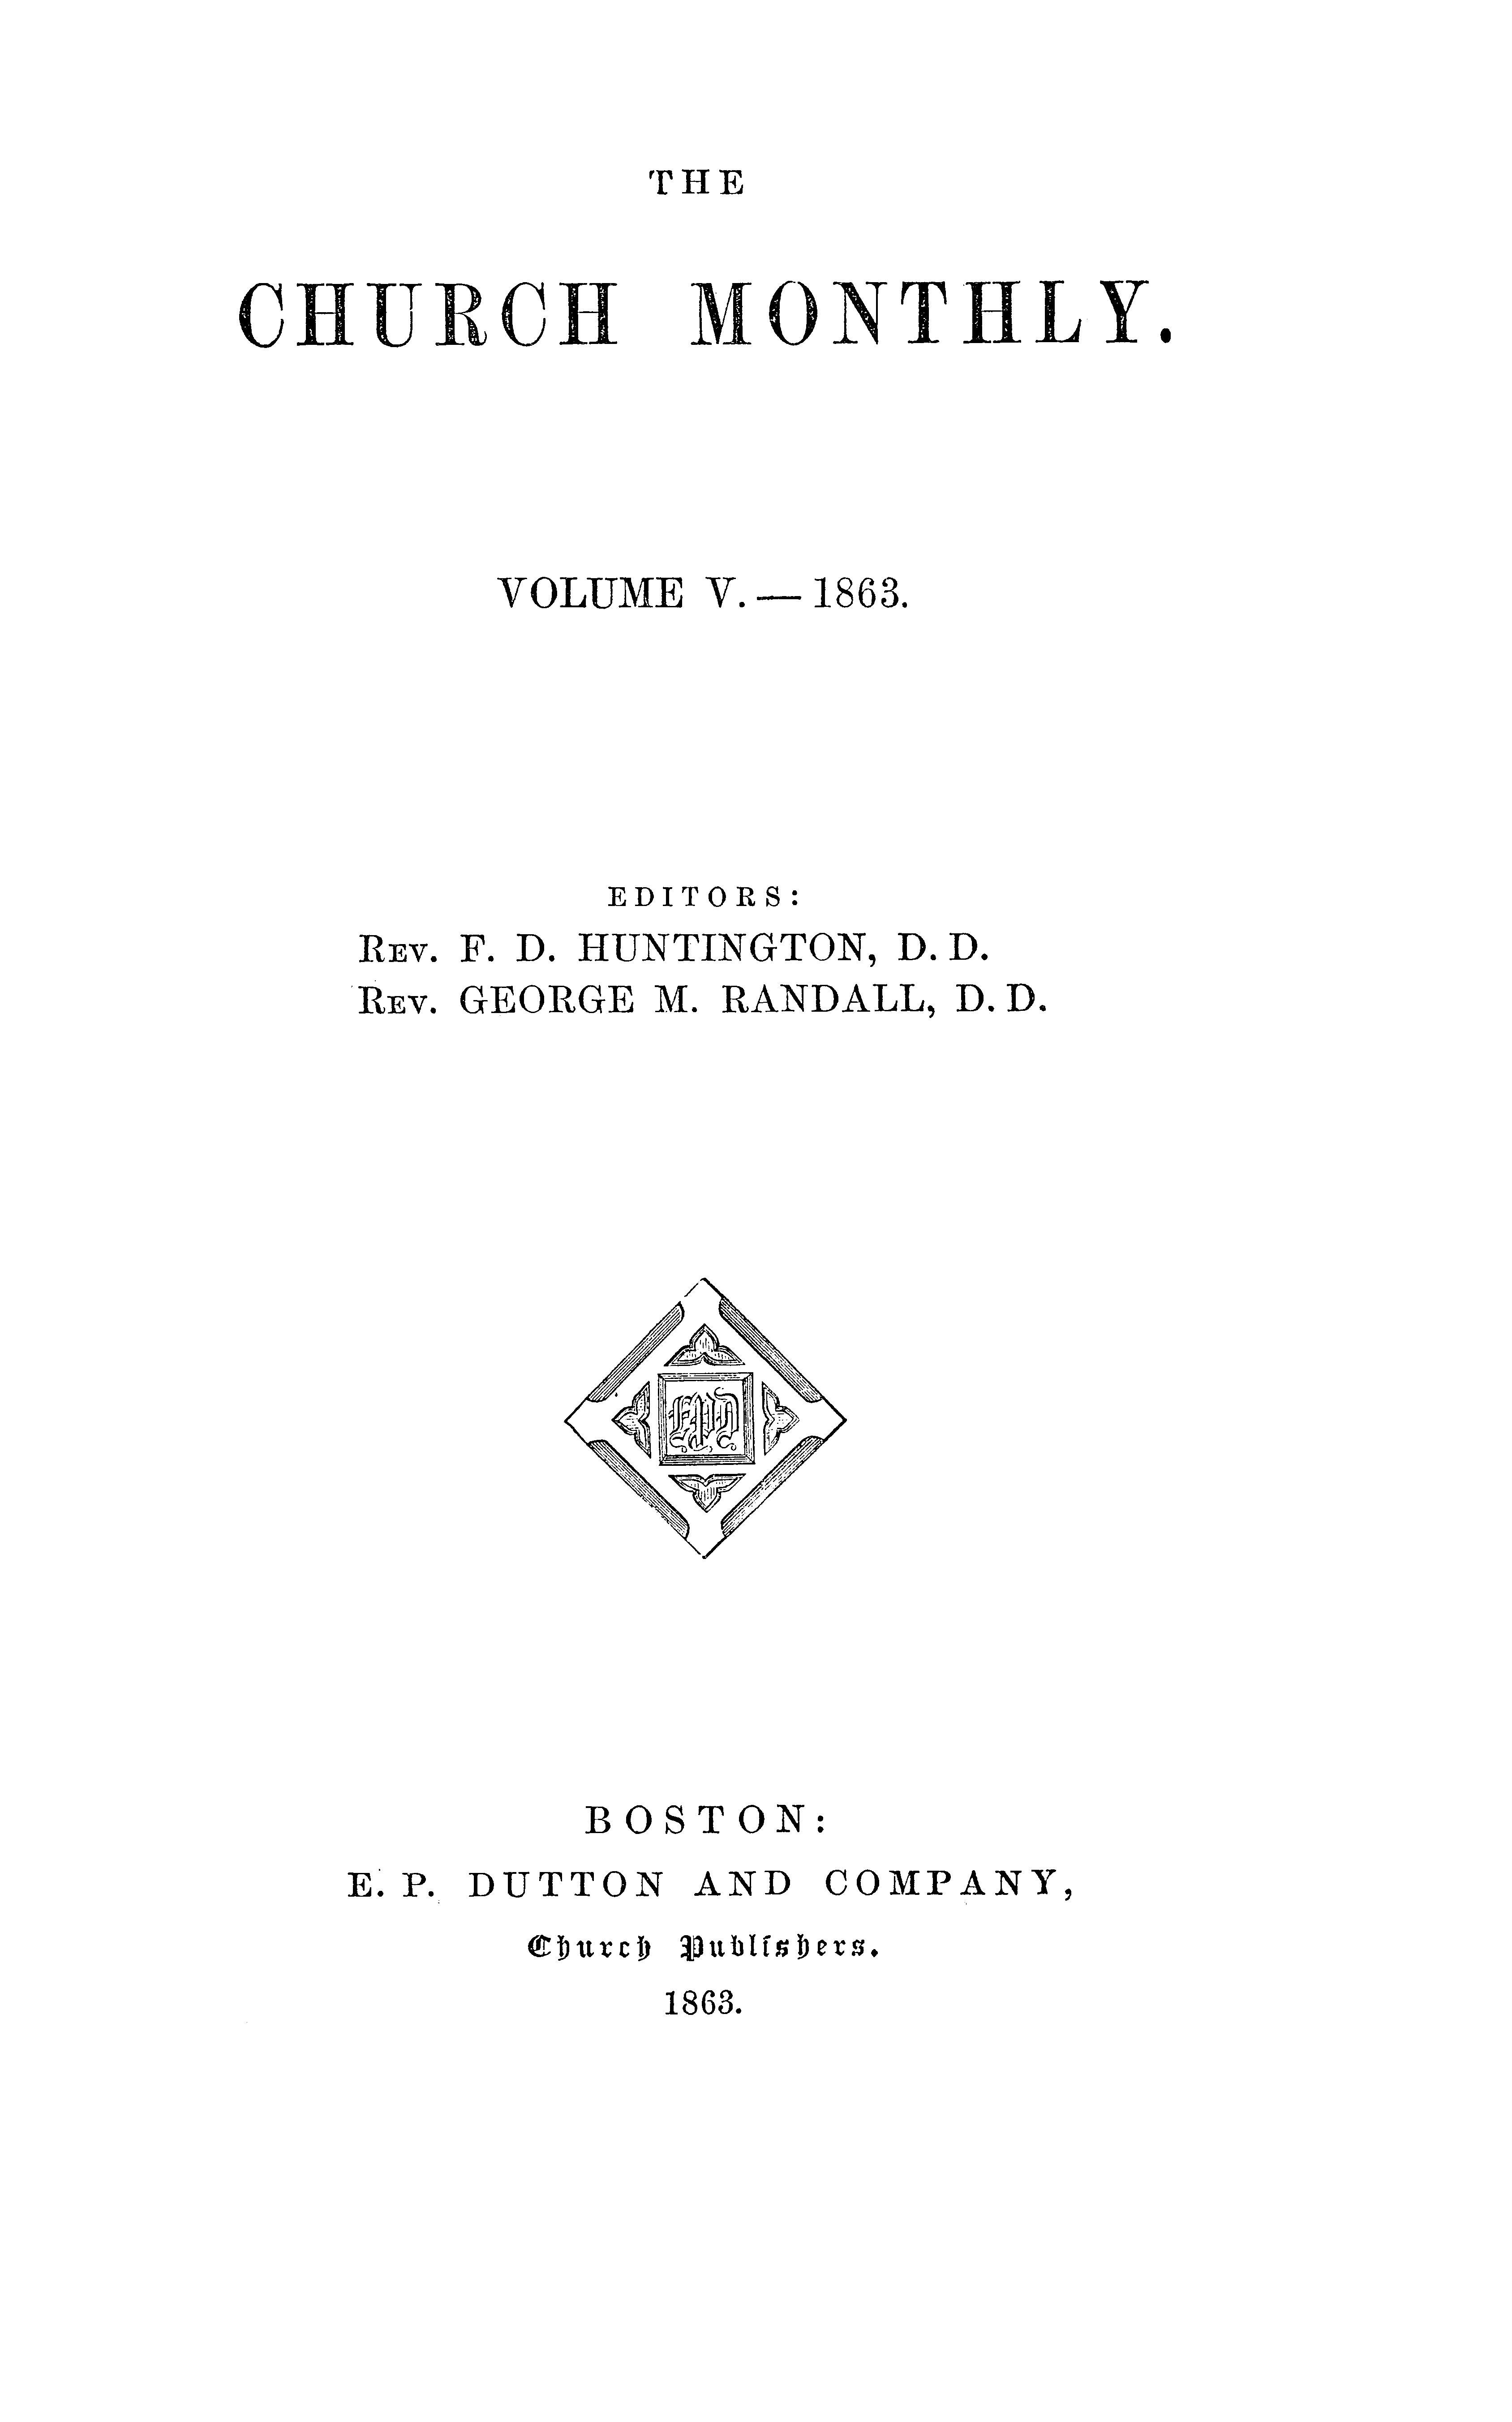 THE
CHURCH MONTHLY.
VOLUME V. — 1863.
EDITORS:
REV. F. D. HUNTINGTON, D. D.
REV. GEORGE M. RANDALL, D. D.
EPD
BOSTON:
E. P. DUTTON AND COMPANY,
Church Publishers.
1863.